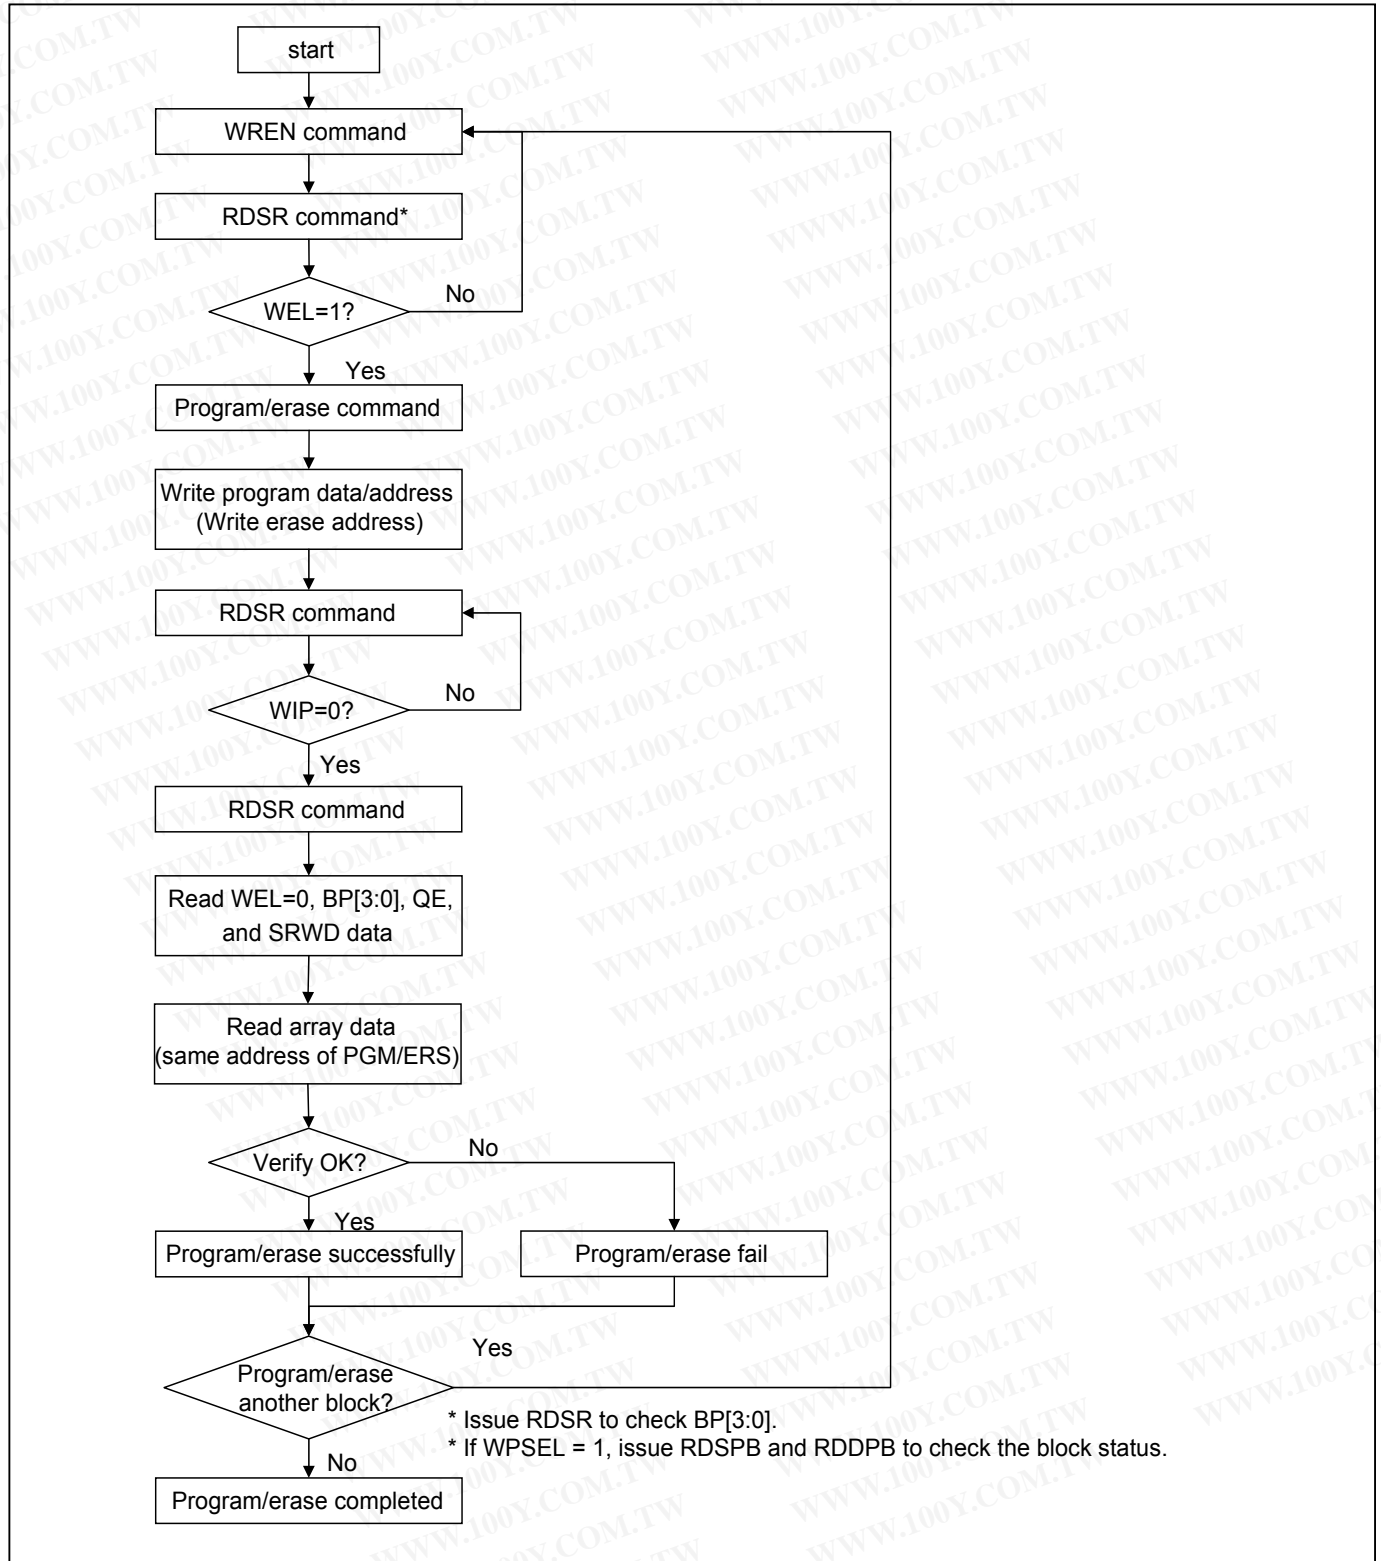 start
WREN command
RDSR command*
WEL=1?
No
Yes
Program/erase command
Write program data/address
(Write erase address)
RDSR command
WIP=0?
No
Yes
RDSR command
Read WEL=0, BP[3:0], QE,
and SRWD data
Read array data
(same address of PGM/ERS)
Verify OK?
No
Yes
Program/erase successfully
Program/erase fail
Program/erase
another block?
Yes
* Issue RDSR to check BP[3:0].
* If WPSEL = 1, issue RDSPB and RDDPB to check the block status.
No
Program/erase completed
WWW.100Y.COM.TW